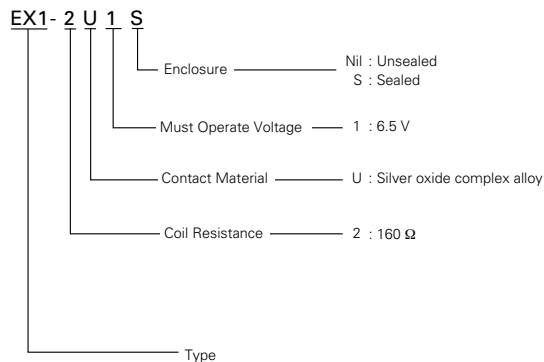 EX1- 2 U 1 S
Enclosure Nil : Unsealed
S : Sealed
Must Operate Voltage 1 : 6.5 V
Contact Material U : Silver oxide complex alloy
Coil Resistance 2 : 160 Ω
Type